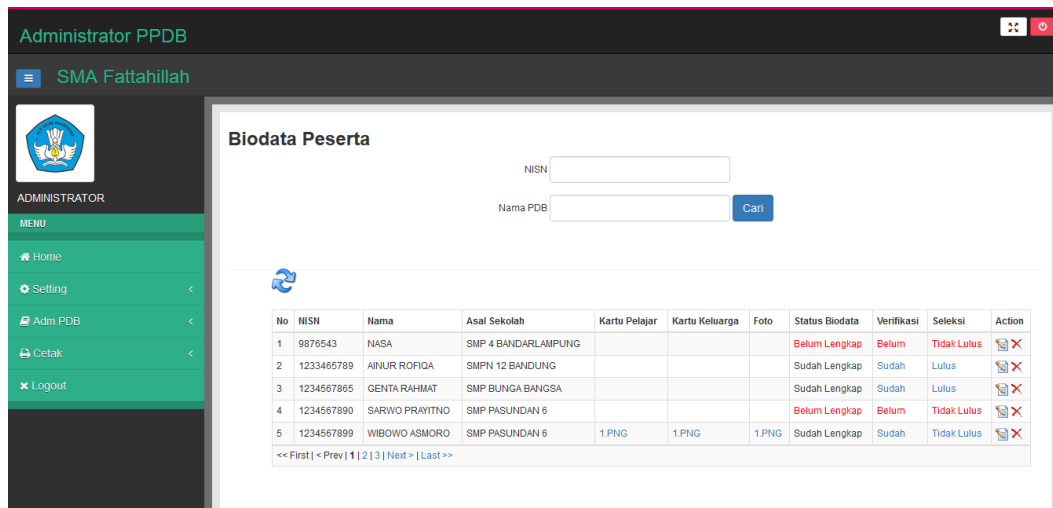 Administrator PPDB
SMA Fattahillah
ADMINISTRATOR
MENU
Home
Setting
Adm PDB
Cetak
Logout
Biodata Peserta
NISN
Nama PDB
Cari
No NISN Nama Asal Sekolah Kartu Pelajar Kartu Keluarga Foto Status Biodata Verifikasi Seleksi Action
1 9876543 NASA SMP 4 BANDARLAMPUNG Belum Lengkap Belum Tidak Lulus
2 1233465789 AINUR ROFIQA SMPN 12 BANDUNG Sudah Lengkap Sudah Lulus
3 1234567865 GENTA RAHMAT SMP BUNGA BANGSA Sudah Lengkap Sudah Lulus
4 1234567890 SARWO PRAYITNO SMP PASUNDAN 6 Belum Lengkap Belum Tidak Lulus
5 1234567899 WIBOWO ASMORO SMP PASUNDAN 6 1.PNG 1.PNG 1.PNG Sudah Lengkap Sudah Tidak Lulus
<< First | < Prev | 1 | 2 | 3 | Next > | Last >>